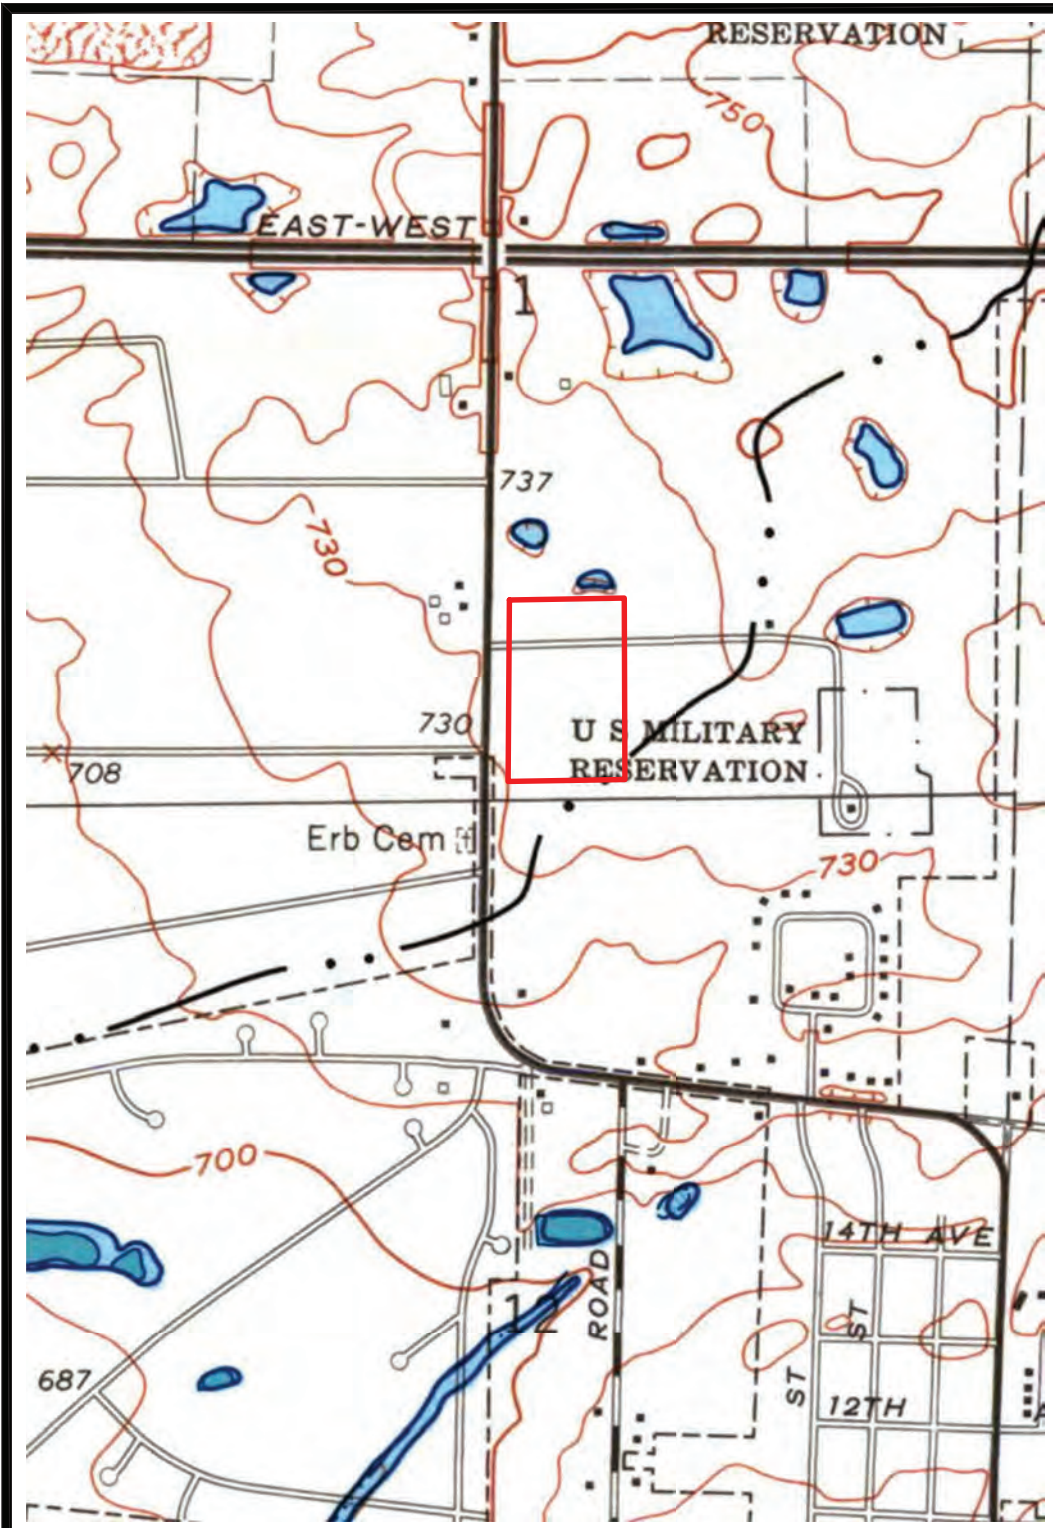 RESERVATION
750
EAST-WEST
1
737
730
730
U S MILITARY
RESERVATION
708
Erb Cem
730
700
14TH AVE
ROAD
ST
12
687
ST
12TH
A